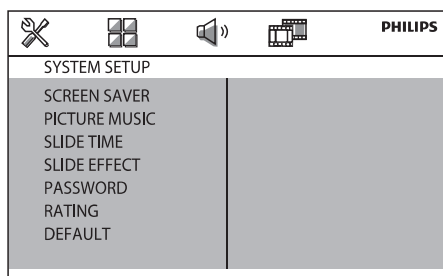 PHILIPS
SYSTEM SETUP
SCREEN SAVER
PICTURE MUSIC
SLIDE TIME
SLIDE EFFECT
PASSWORD
RATING
DEFAULT